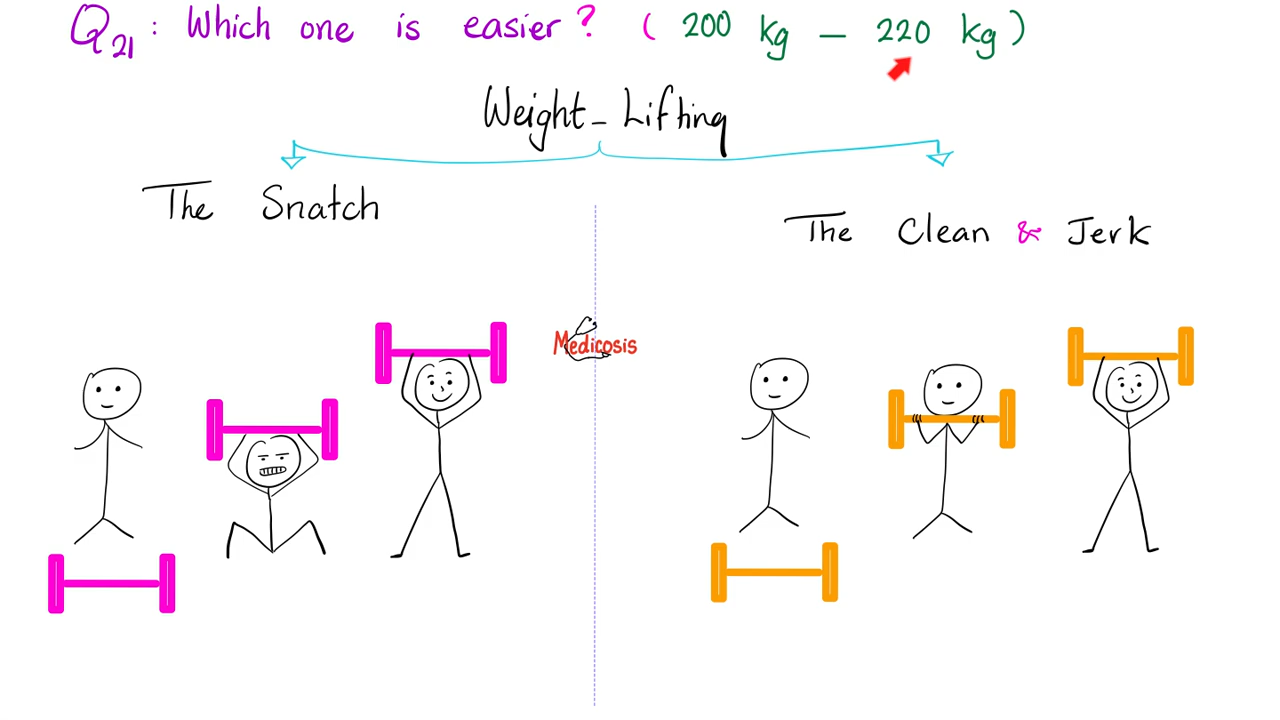 Q21: Which one is easier? (200 kg – 220 kg)
Weight-Lifting
The Snatch
The Clean & Jerk
Medicosis